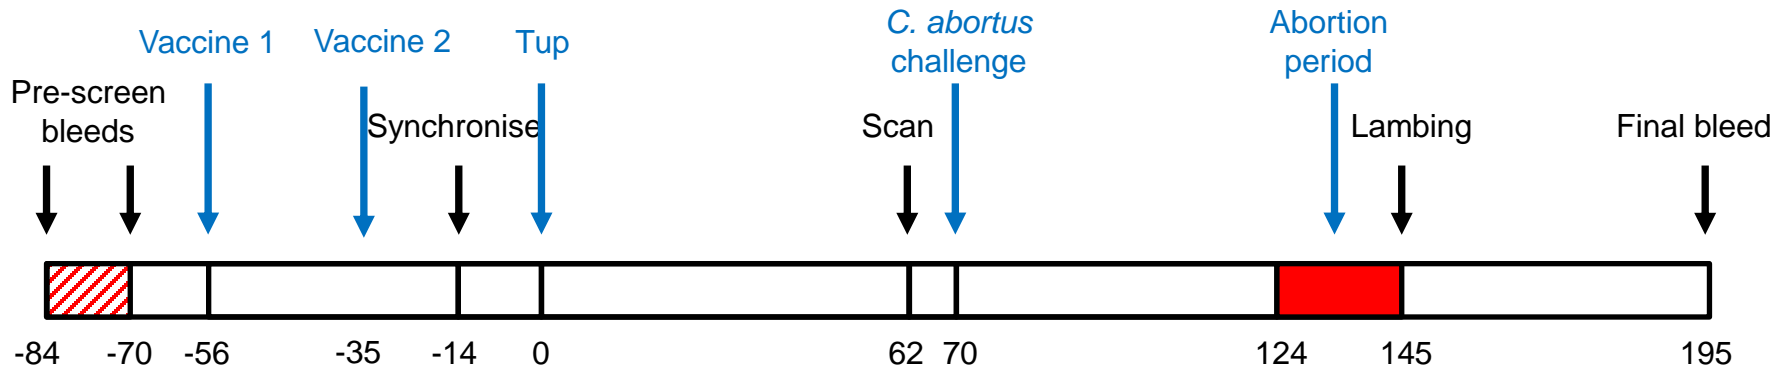 Pre-screen
bleeds
Vaccine 1
Vaccine 2
Synchronise
Tup
Scan
C. abortus
challenge
Abortion
period
Lambing
Final bleed
-84
-70
-56
-35
-14
0
62
70
124
145
195